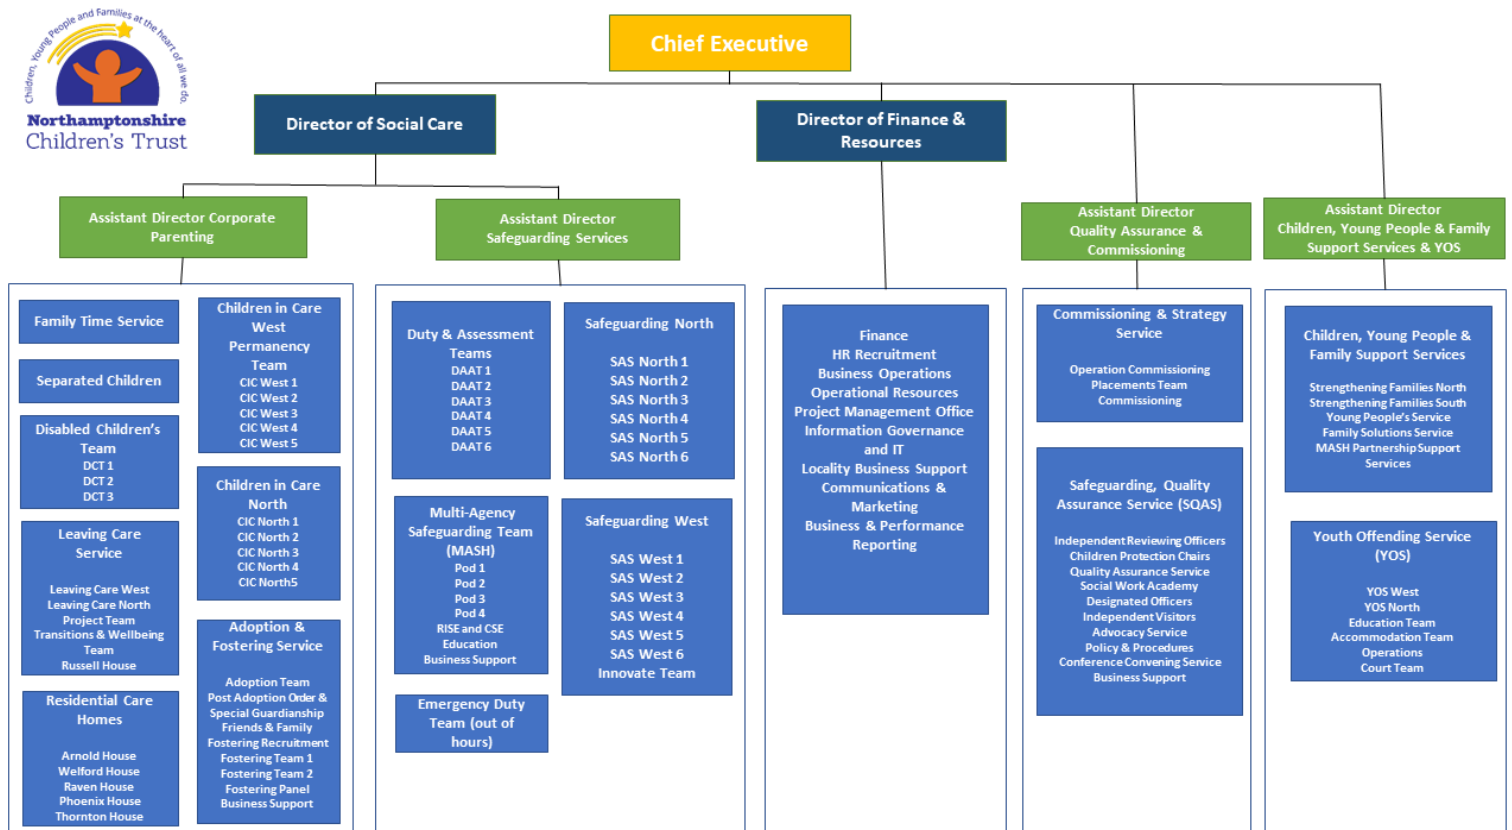 Children, Young People and Families at the heart of all we do.
Northamptonshire
Children's Trust
Chief Executive
Director of Social Care
Director of Finance &
Resources
Assistant Director Corporate
Parenting
Assistant Director
Safeguarding Services
Assistant Director
Quality Assurance &
Commissioning
Assistant Director
Children, Young People & Family
Support Services & YOS
Family Time Service
Separated Children
Disabled Children's
Team
DCT 1
DCT 2
DCT 3
Leaving Care
Service
Leaving Care West
Leaving Care North
Project Team
Transitions & Wellbeing
Team
Russell House
Residential Care
Homes
Arnold House
Welford House
Raven House
Phoenix House
Thornton House
Children in Care
West
Permanency
Team
CIC West 1
CIC West 2
CIC West 3
CIC West 4
CIC West 5
Children in Care
North
CIC North 1
CIC North 2
CIC North 3
CIC North 4
CIC North5
Adoption &
Fostering Service
Adoption Team
Post Adoption Order &
Special Guardianship
Friends & Family
Fostering Recruitment
Fostering Team 1
Fostering Team 2
Fostering Panel
Business Support
Duty & Assessment
Teams
DAAT 1
DAAT 2
DAAT 3
DAAT 4
DAAT 5
DAAT 6
Multi-Agency
Safeguarding Team
(MASH)
Pod 1
Pod 2
Pod 3
Pod 4
RISE and CSE
Education
Business Support
Emergency Duty
Team (out of
hours)
Safeguarding North
SAS North 1
SAS North 2
SAS North 3
SAS North 4
SAS North 5
SAS North 6
Safeguarding West
SAS West 1
SAS West 2
SAS West 3
SAS West 4
SAS West 5
SAS West 6
Innovate Team
Finance
HR Recruitment
Business Operations
Operational Resources
Project Management Office
Information Governance
and IT
Locality Business Support
Communications &
Marketing
Business & Performance
Reporting
Commissioning & Strategy
Service
Operation Commissioning
Placements Team
Commissioning
Safeguarding, Quality
Assurance Service (SQAS)
Independent Reviewing Officers
Children Protection Chairs
Quality Assurance Service
Social Work Academy
Designated Officers
Independent Visitors
Advocacy Service
Policy & Procedures
Conference Convening Service
Business Support
Children, Young People &
Family Support Services
Strengthening Families North
Strengthening Families South
Young People's Service
Family Solutions Service
MASH Partnership Support
Services
Youth Offending Service
(YOS)
YOS West
YOS North
Education Team
Accommodation Team
Operations
Court Team